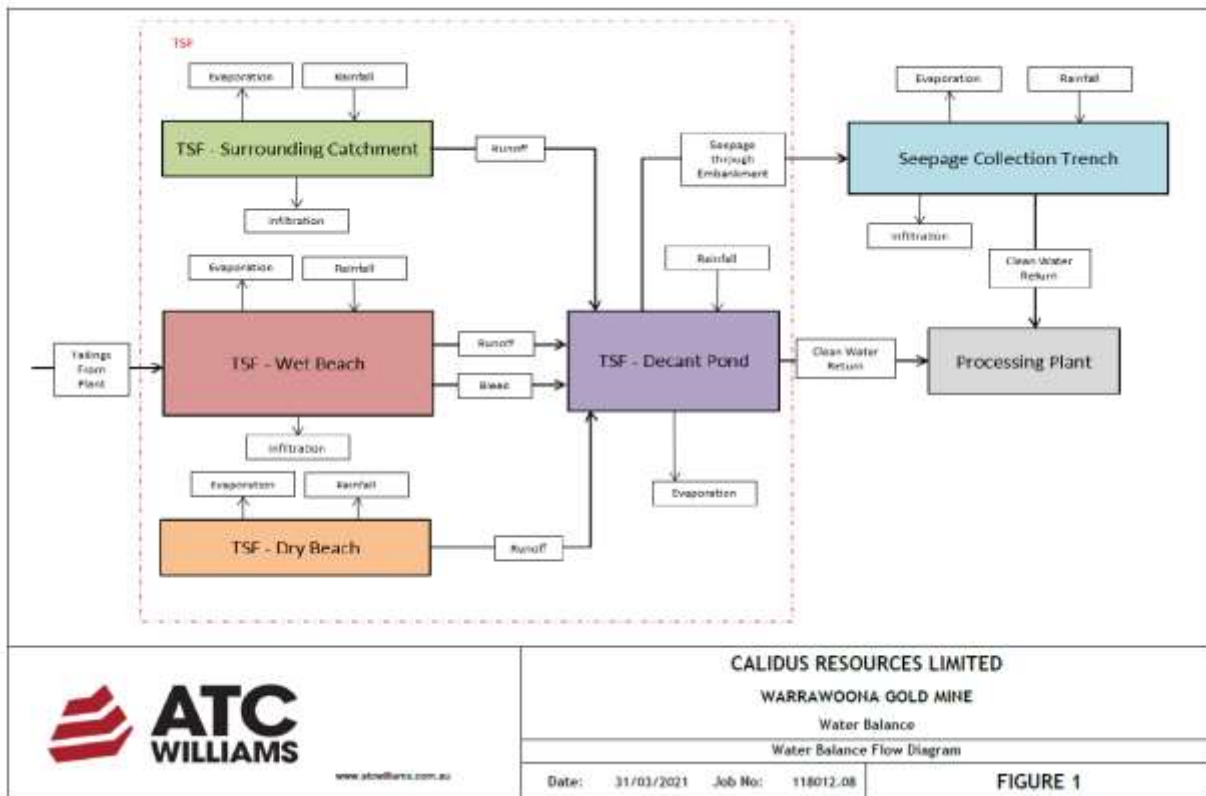 TSF
Evaporation
Rainfall
TSF - Surrounding Catchment
Runoff
Infiltration
Evaporation
Rainfall
Tailings
From
Plant
TSF - Wet Beach
Runoff
Bleed
Infiltration
Evaporation
Rainfall
TSF - Dry Beach
Runoff
Seepage
through
Embankment
Rainfall
TSF - Decant Pond
Evaporation
Clean Water
Return
Evaporation
Rainfall
Seepage Collection Trench
Infiltration
Clean Water
Return
Processing Plant
ATC
WILLIAMS
www.atcwilliams.com.au
CALIDUS RESOURCES LIMITED
WARRAWOONA GOLD MINE
Water Balance
Water Balance Flow Diagram
Date: 31/03/2021 Job No: 118012.08
FIGURE 1